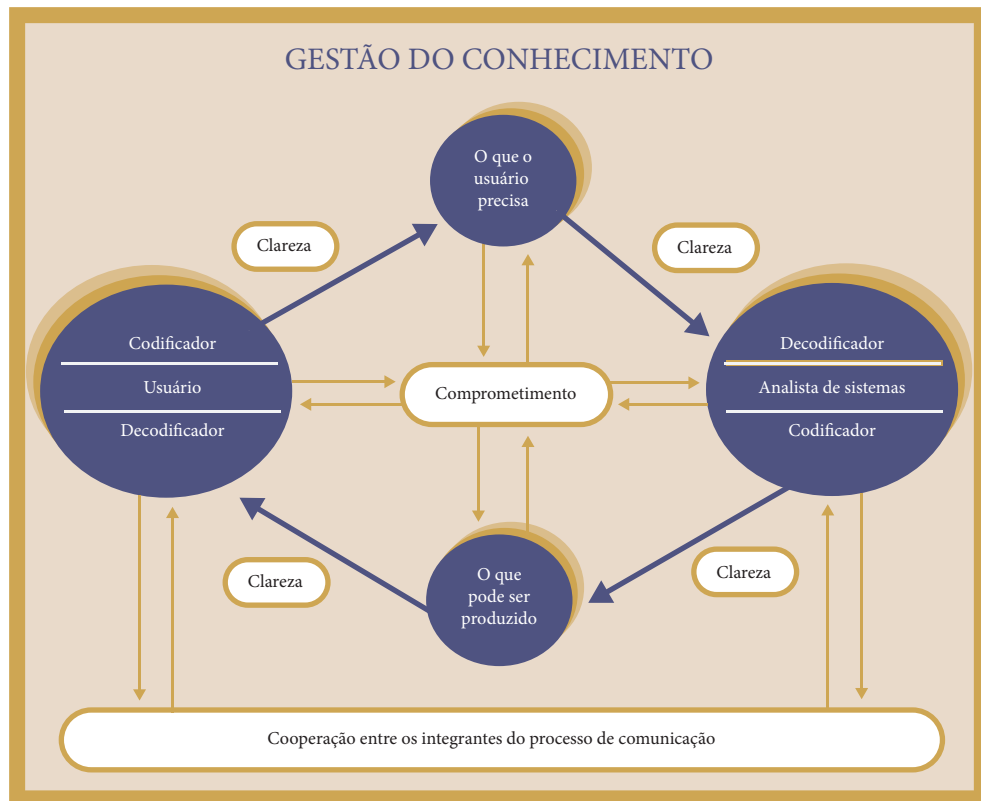 GESTÃO DO CONHECIMENTO
O que o
usuário
precisa
Clareza
Clareza
Codificador
Usuário
Decodificador
Comprometimento
Decodificador
Analista de sistemas
Codificador
Clareza
O que
pode ser
produzido
Clareza
Cooperação entre os integrantes do processo de comunicação